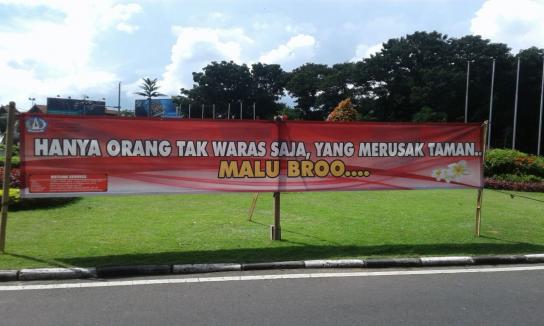 HANYA ORANG TAK WARAS SAJA, YANG MERUSAK TAMAN..
MALU BROO....